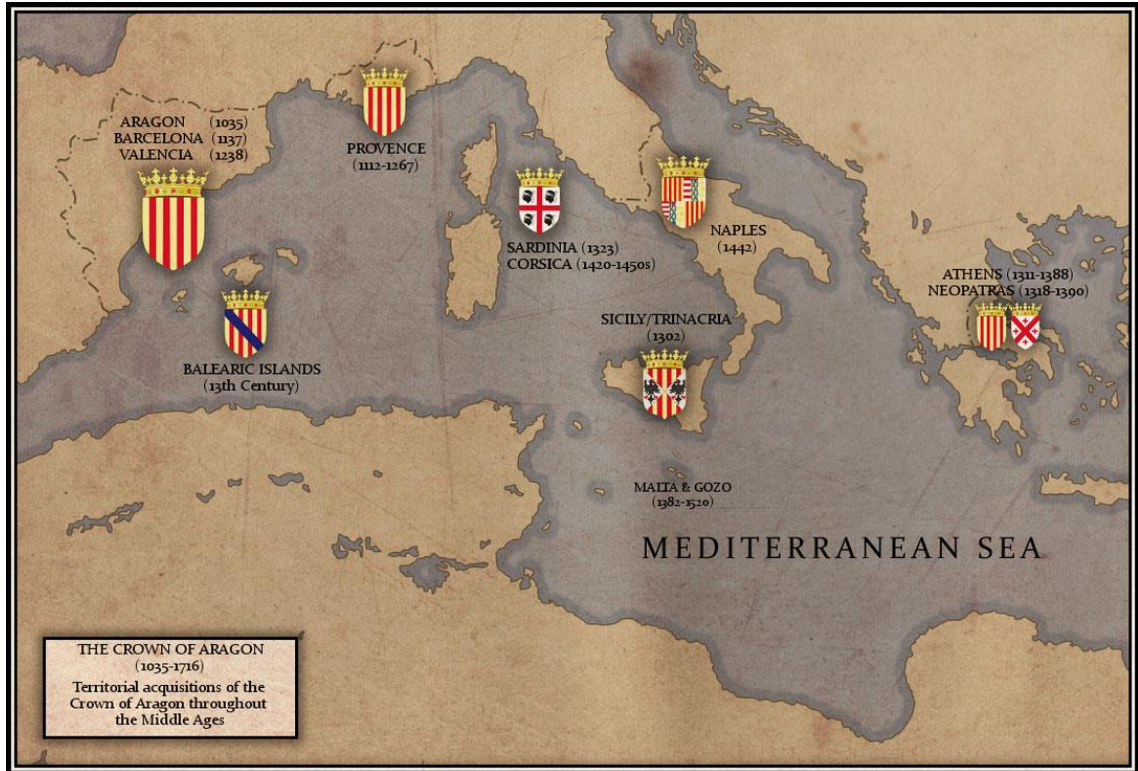 ARAGON (1035)
BARCELONA (1137)
VALENCIA (1238)
PROVENCE
(1112-1267)
SARDINIA (1323)
CORSICA (1420-1450s)
NAPLES
(1442)
ATHENS (1311-1388)
NEOPATRAS (1318-1390)
SICILY/TRINACRIA
(1302)
BALEARIC ISLANDS
(13th Century)
MALTA & GOZO
(1382-1520)
MEDITERRANEAN SEA
THE CROWN OF ARAGON
(1035-1716)
Territorial acquisitions of the
Crown of Aragon throughout
the Middle Ages